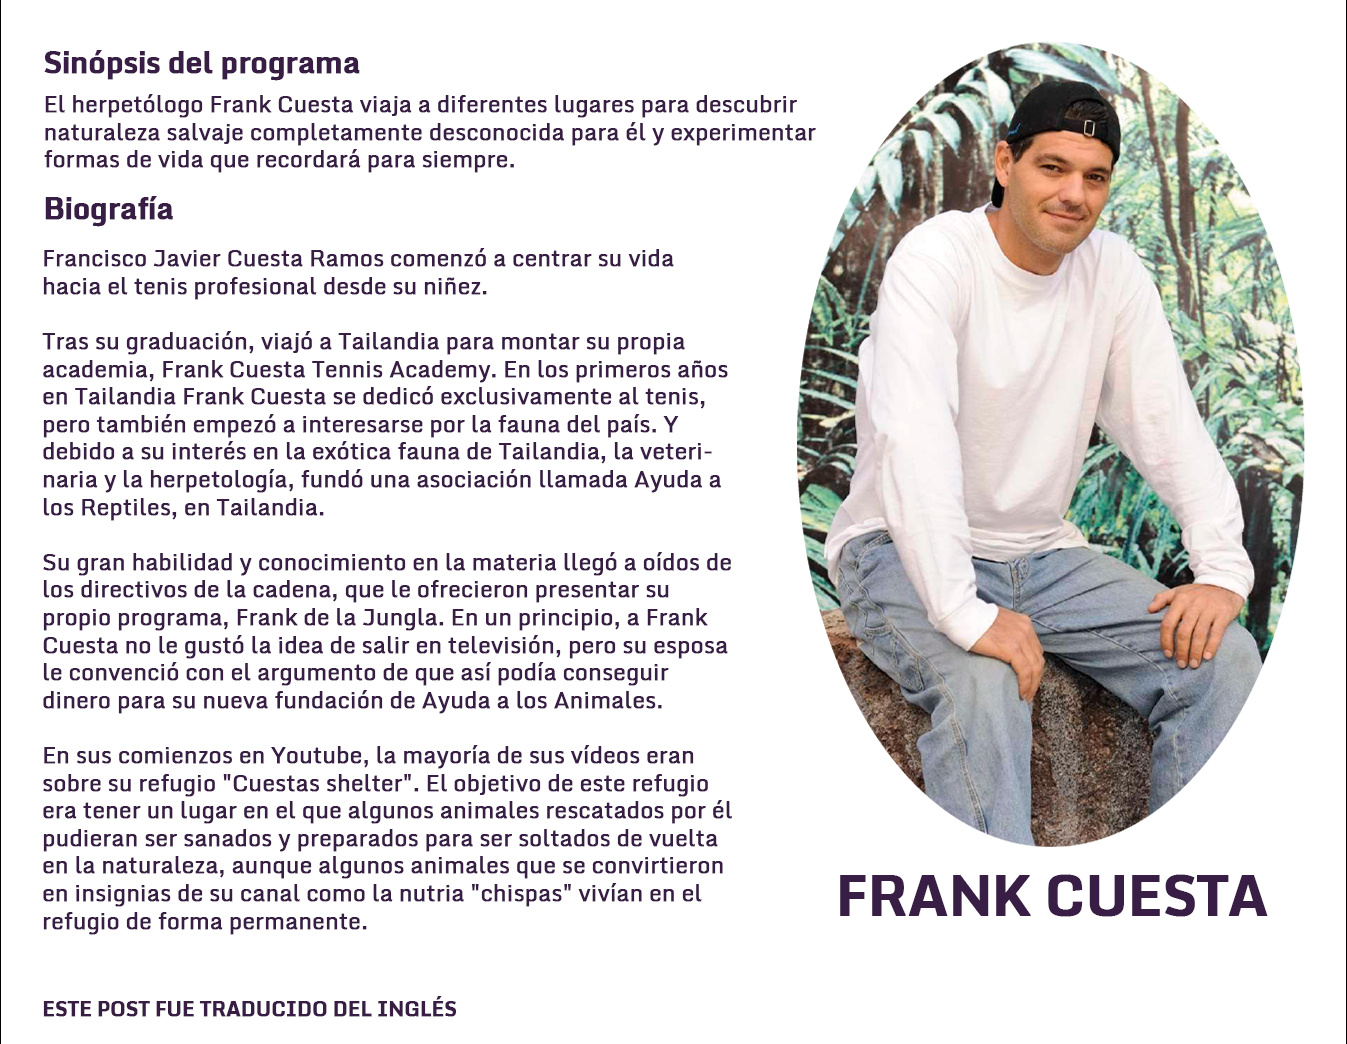 Sinópsis del programa
El herpetólogo Frank Cuesta viaja a diferentes lugares para descubrir
naturaleza salvaje completamente desconocida para él y experimentar
formas de vida que recordará para siempre.
Biografía
Francisco Javier Cuesta Ramos comenzó a centrar su vida
hacia el tenis profesional desde su niñez.
Tras su graduación, viajó a Tailandia para montar su propia
academia, Frank Cuesta Tennis Academy. En los primeros años
en Tailandia Frank Cuesta se dedicó exclusivamente al tenis,
pero también empezó a interesarse por la fauna del país. Y
debido a su interés en la exótica fauna de Tailandia, la veteri-
naria y la herpetología, fundó una asociación llamada Ayuda a
los Reptiles, en Tailandia.
Su gran habilidad y conocimiento en la materia llegó a oídos de
los directivos de la cadena, que le ofrecieron presentar su
propio programa, Frank de la Jungla. En un principio, a Frank
Cuesta no le gustó la idea de salir en televisión, pero su esposa
le convenció con el argumento de que así podía conseguir
dinero para su nueva fundación de Ayuda a los Animales.
En sus comienzos en Youtube, la mayoría de sus vídeos eran
sobre su refugio "Cuestas shelter". El objetivo de este refugio
era tener un lugar en el que algunos animales rescatados por él
pudieran ser sanados y preparados para ser soltados de vuelta
en la naturaleza, aunque algunos animales que se convirtieron
en insignias de su canal como la nutria "chispas" vivían en el
refugio de forma permanente.
FRANK CUESTA
ESTE POST FUE TRADUCIDO DEL INGLÉS